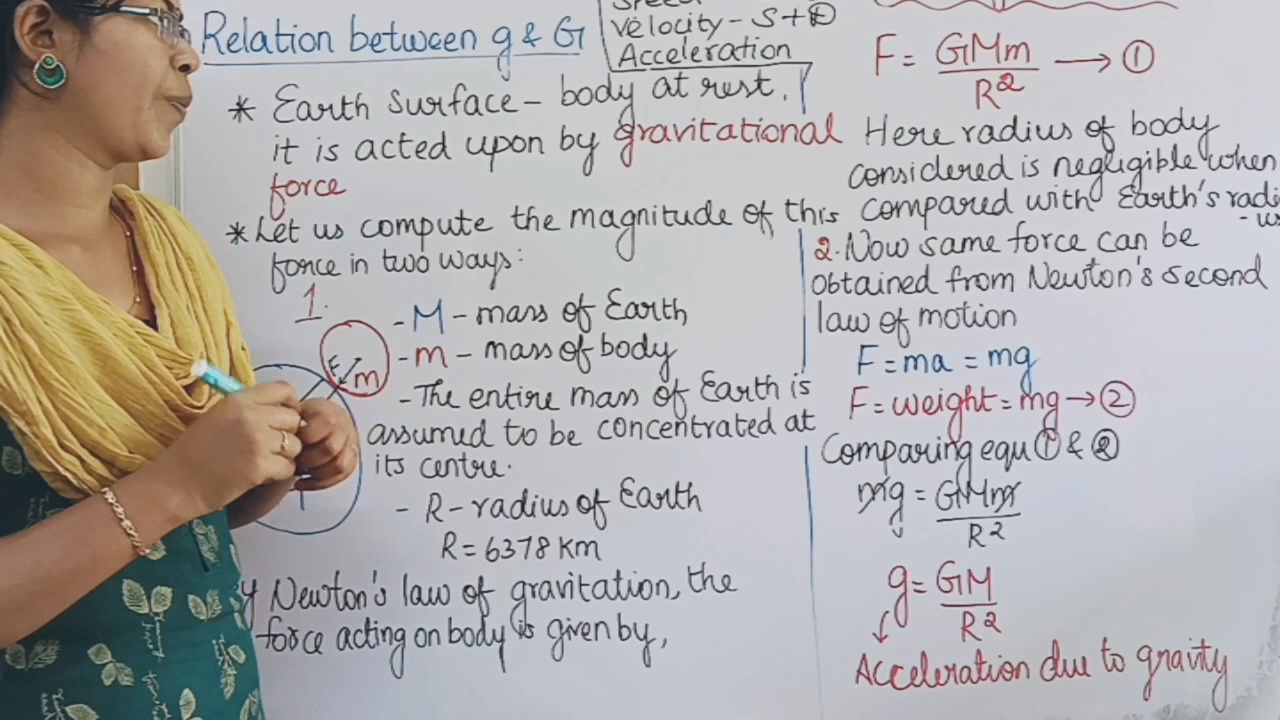 Relation between g & G
Speed
Velocity - S + D
Acceleration
* Earth Surface - body at rest,
it is acted upon by gravitational
force
* Let us compute the magnitude of this
force in two ways:
1.
E
m
- M - mass of Earth
- m - mass of body
- The entire mass of Earth is
assumed to be concentrated at
its centre.
- R - radius of Earth
R = 6378 Km
Newton's law of gravitation, the
force acting on body is given by,
F = GMm/R² → ①
Here radius of body
considered is negligible when
compared with Earth's
2. Now same force can be
obtained from Newton's second
law of motion
F = ma = mg
F = weight = mg → ②
Comparing equ ① & ②
mg = GMm/R²
g = GM/R²
Acceleration due to gravity